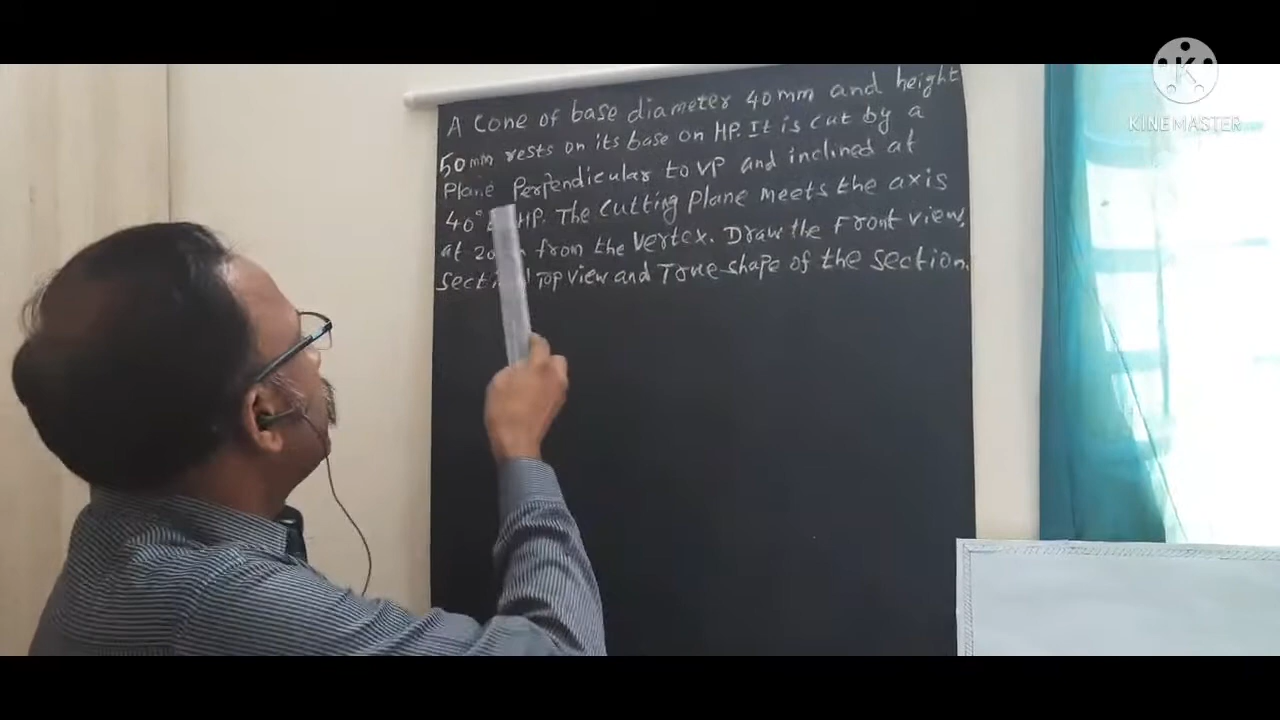 A Cone of base diameter 40mm and height
50mm rests on its base on HP. It is cut by a
Plane Perpendicular to VP and inclined at
40° HP. The Cutting Plane meets the axis
at from the Vertex. Draw the Front view,
Top View and True shape of the section.
KINEMASTER